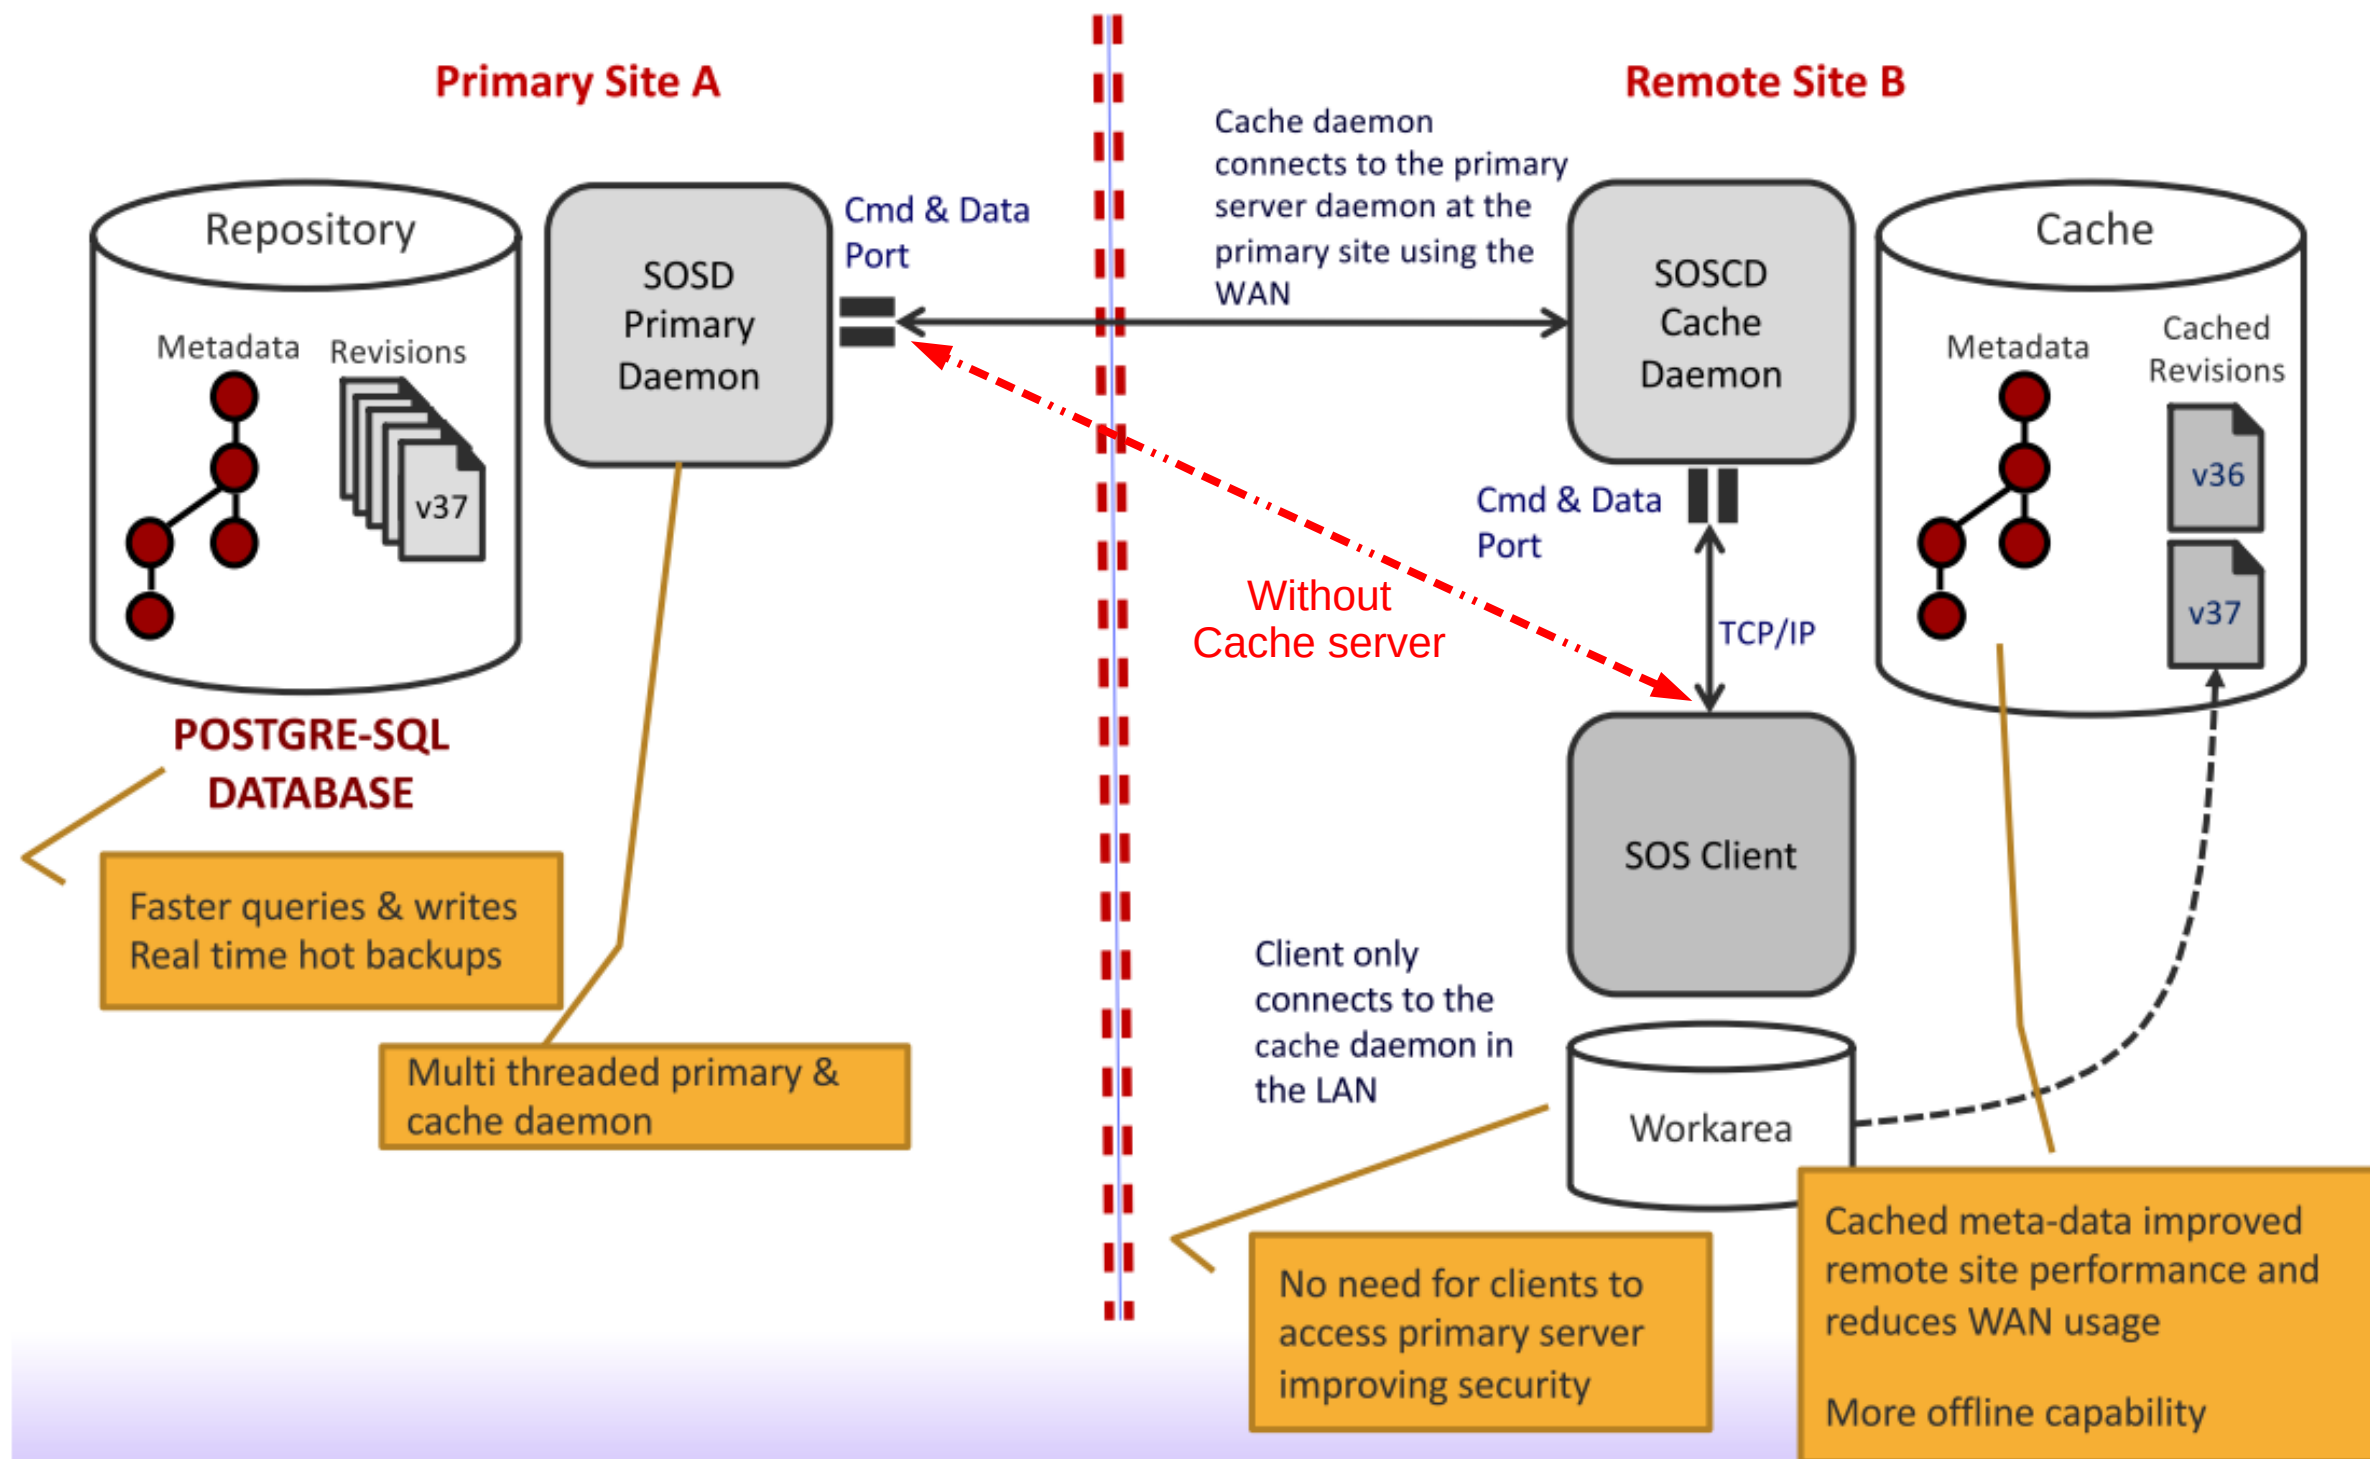 Primary Site A
Remote Site B
Repository
Metadata
Revisions
v37
POSTGRE-SQL
DATABASE
SOSD
Primary
Daemon
Cmd & Data
Port
Cache daemon
connects to the primary
server daemon at the
primary site using the
WAN
SOSCD
Cache
Daemon
Cache
Metadata
Cached
Revisions
v36
v37
Cmd & Data
Port
Without
Cache server
TCP/IP
SOS Client
Client only
connects to the
cache daemon in
the LAN
Workarea
Faster queries & writes
Real time hot backups
Multi threaded primary &
cache daemon
No need for clients to
access primary server
improving security
Cached meta-data improved
remote site performance and
reduces WAN usage
More offline capability